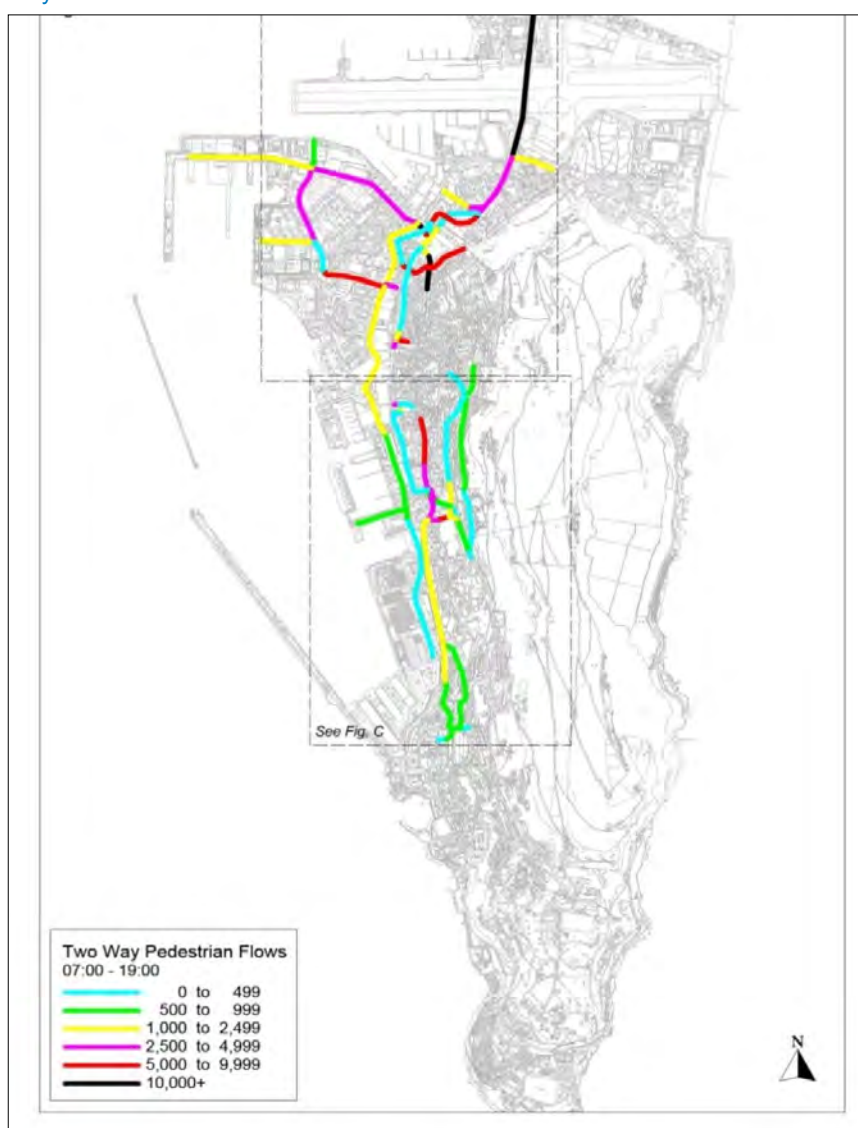 See Fig. C
Two Way Pedestrian Flows
07:00 - 19:00
0 to 499
500 to 999
1,000 to 2,499
2,500 to 4,999
5,000 to 9,999
10,000+
N